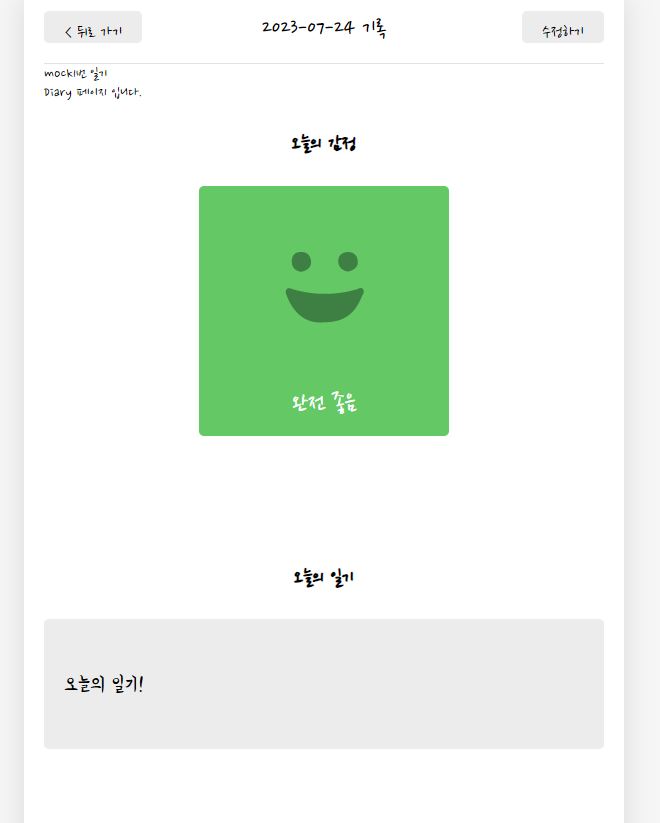 < 뒤로 가기
2023-07-24 기록
수정하기
mock1번 일기
Diary 페이지 입니다.
오늘의 감정
완전 좋음
오늘의 일기
오늘의 일기!